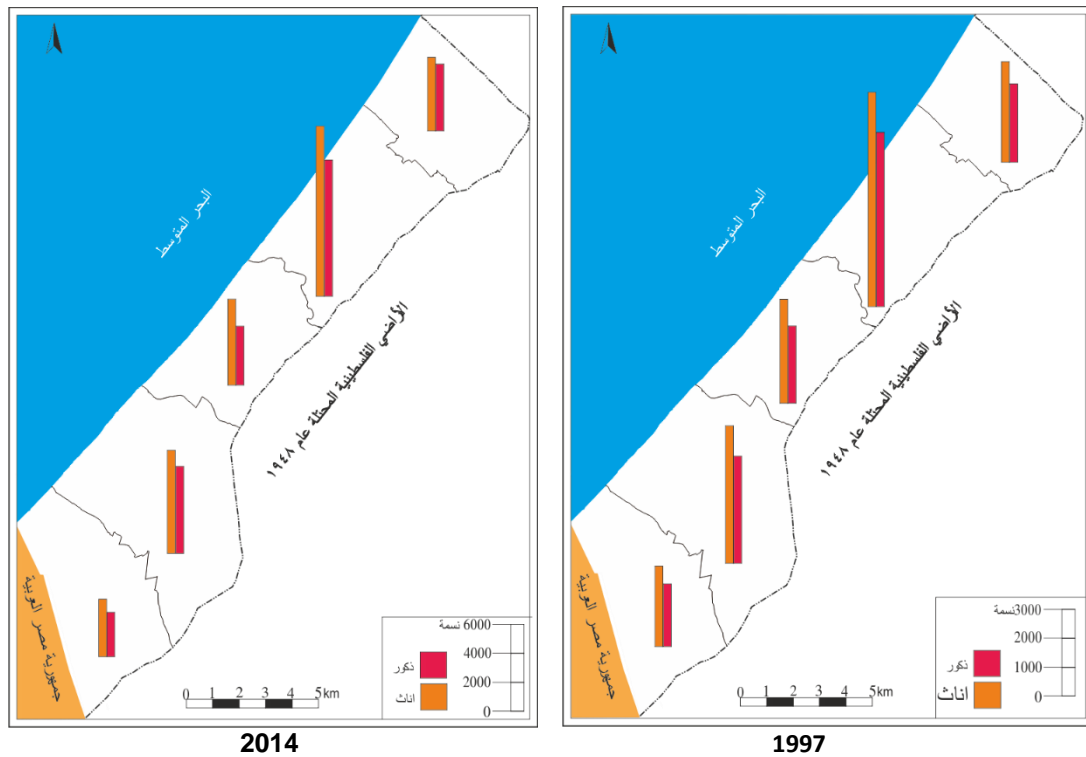 البحر المتوسط
الأراضي الفلسطينية المحتلة عام ١٩٤٨
جمهورية مصر العربية
6000 نسمة
4000
2000
0
ذكور
اناث
0 1 2 3 4 5km
2014
البحر المتوسط
الأراضي الفلسطينية المحتلة عام ١٩٤٨
جمهورية مصر العربية
3000 نسمة
2000
1000
0
ذكور
اناث
0 1 2 3 4 5km
1997